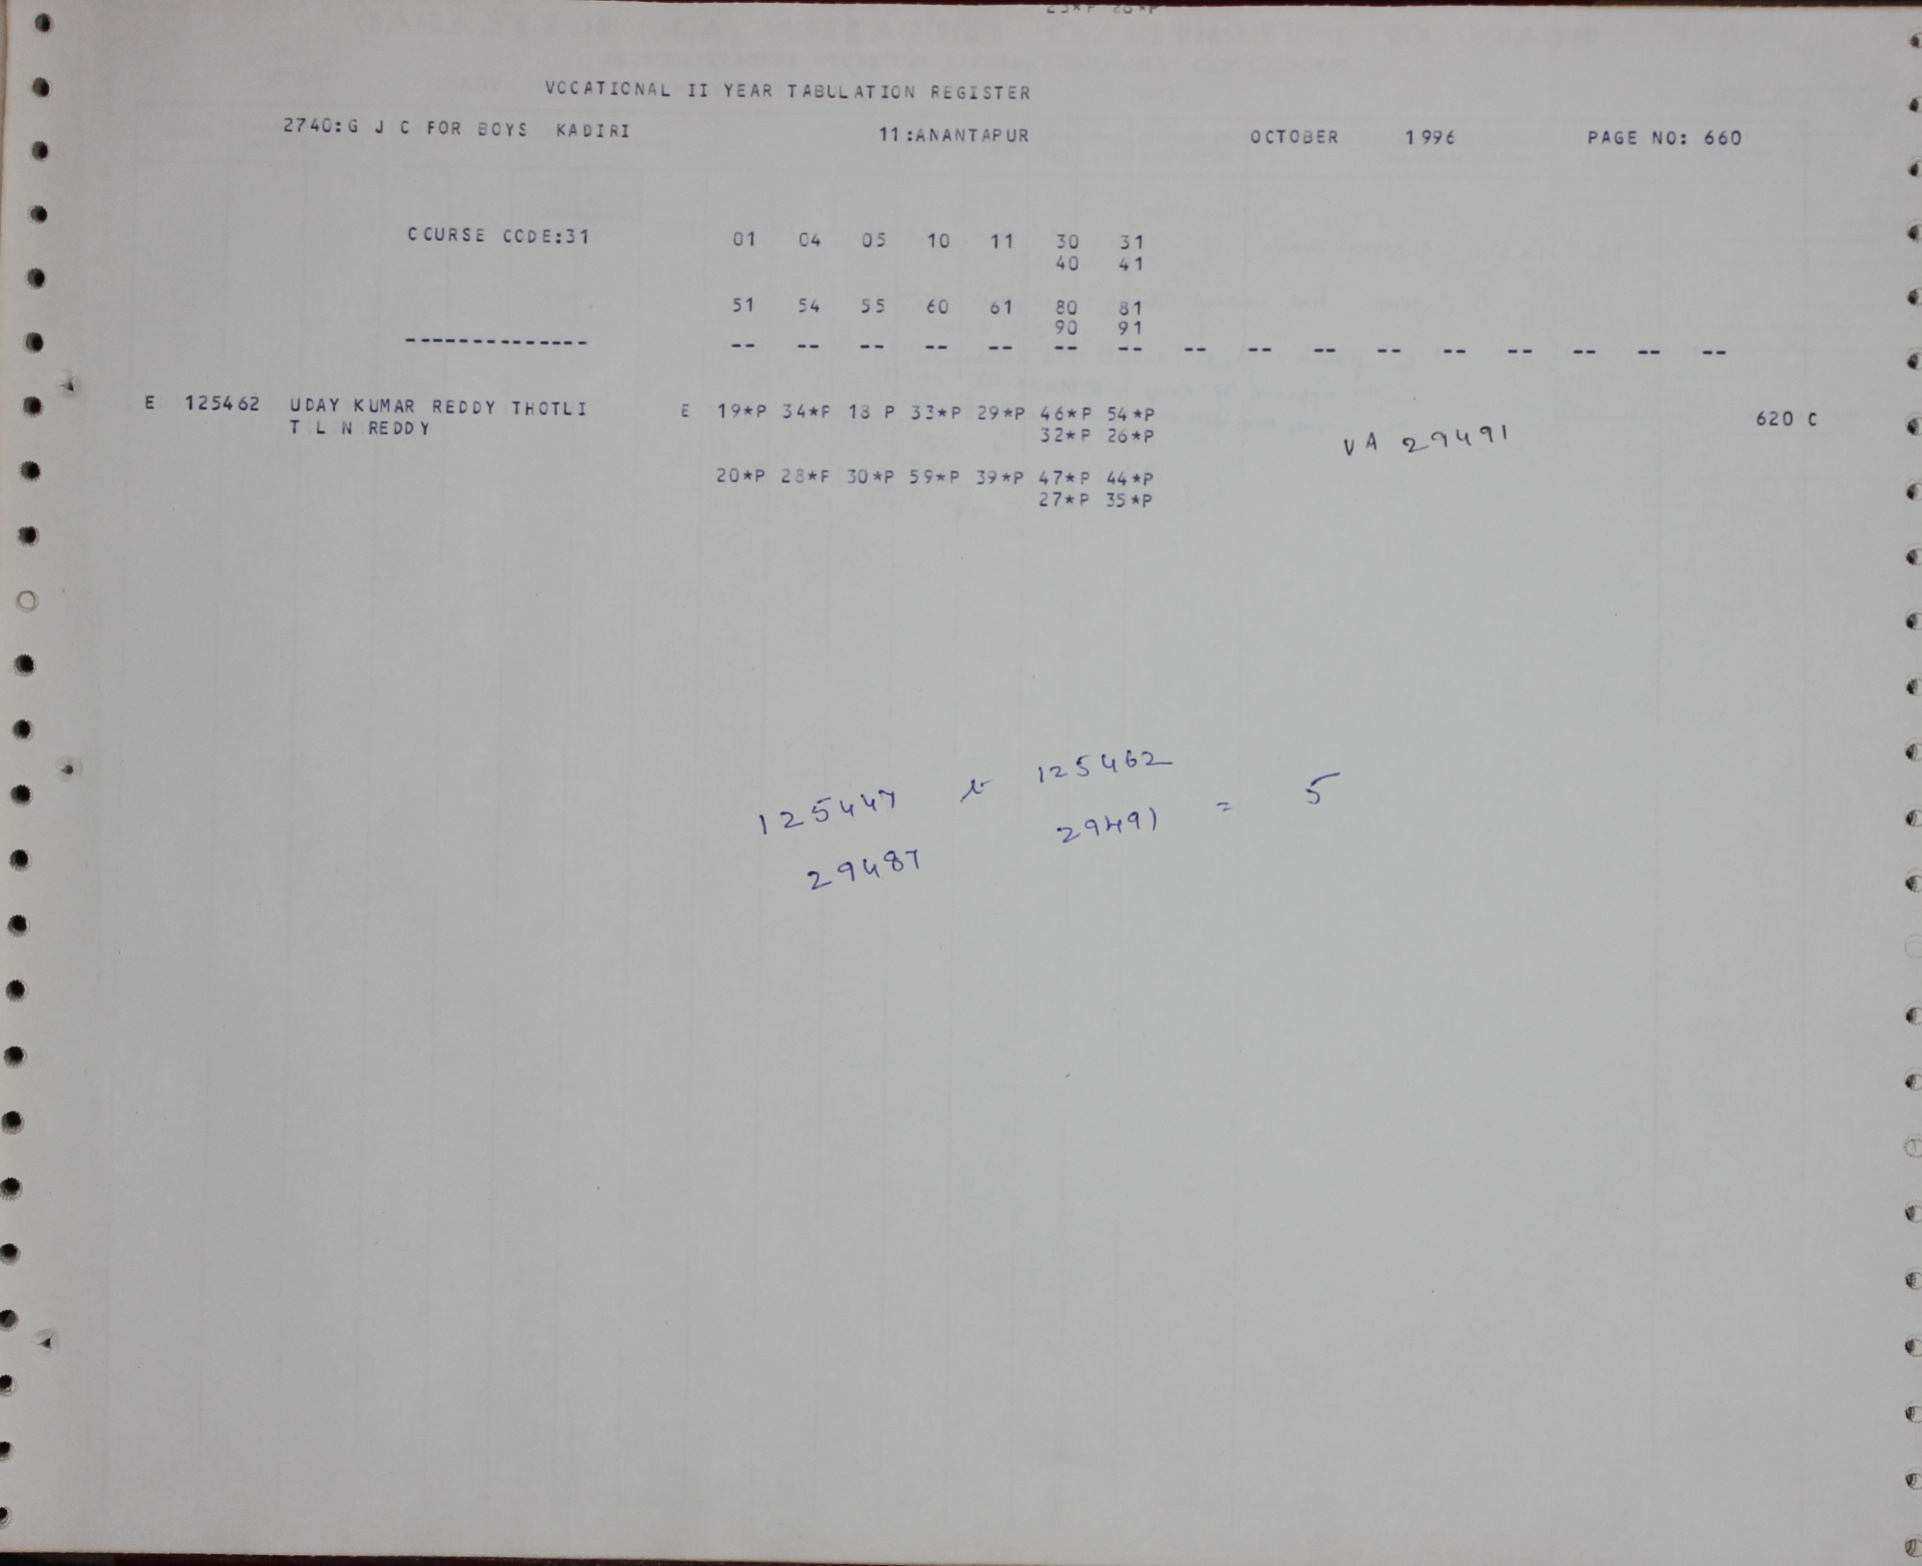 VOCATIONAL II YEAR TABULATION REGISTER
2740:G J C FOR BOYS KADIRI 11:ANANTAPUR OCTOBER 1996 PAGE NO: 660
COURSE CODE:31 01 04 05 10 11 30 31
40 41
51 54 55 60 61 80 81
90 91
-------------- -- -- -- -- -- -- -- -- -- -- -- -- -- -- -- --
E 125462 UDAY KUMAR REDDY THOTLI E 19*P 34*P 18 P 33*P 29*P 46*P 54*P 620 C
T L N REDDY 32*P 26*P VA 29491
20*P 28*P 30*P 59*P 39*P 47*P 44*P
27*P 35*P
125447 to 125462
29487 29491 = 5